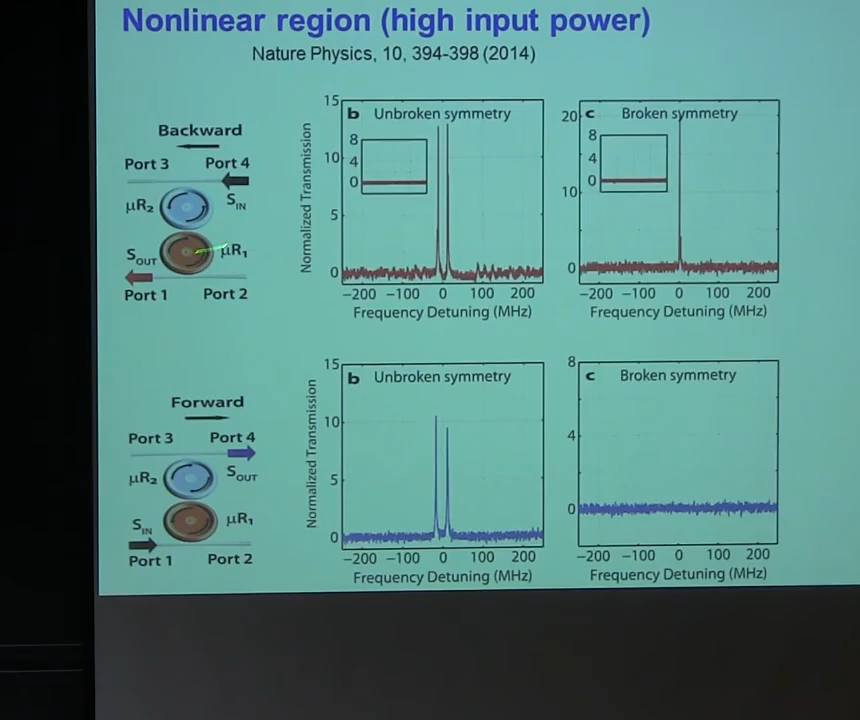 Nonlinear region (high input power)
Nature Physics, 10, 394-398 (2014)
Backward
Port 3 Port 4
μR₂ S_IN
S_OUT μR₁
Port 1 Port 2
Normalized Transmission
15
10
5
0
b Unbroken symmetry
8
4
0
−200 −100 0 100 200
Frequency Detuning (MHz)
20
10
0
c Broken symmetry
8
4
0
−200 −100 0 100 200
Frequency Detuning (MHz)
Forward
Port 3 Port 4
μR₂ S_OUT
S_IN μR₁
Port 1 Port 2
Normalized Transmission
15
10
5
0
b Unbroken symmetry
−200 −100 0 100 200
Frequency Detuning (MHz)
8
4
0
c Broken symmetry
−200 −100 0 100 200
Frequency Detuning (MHz)